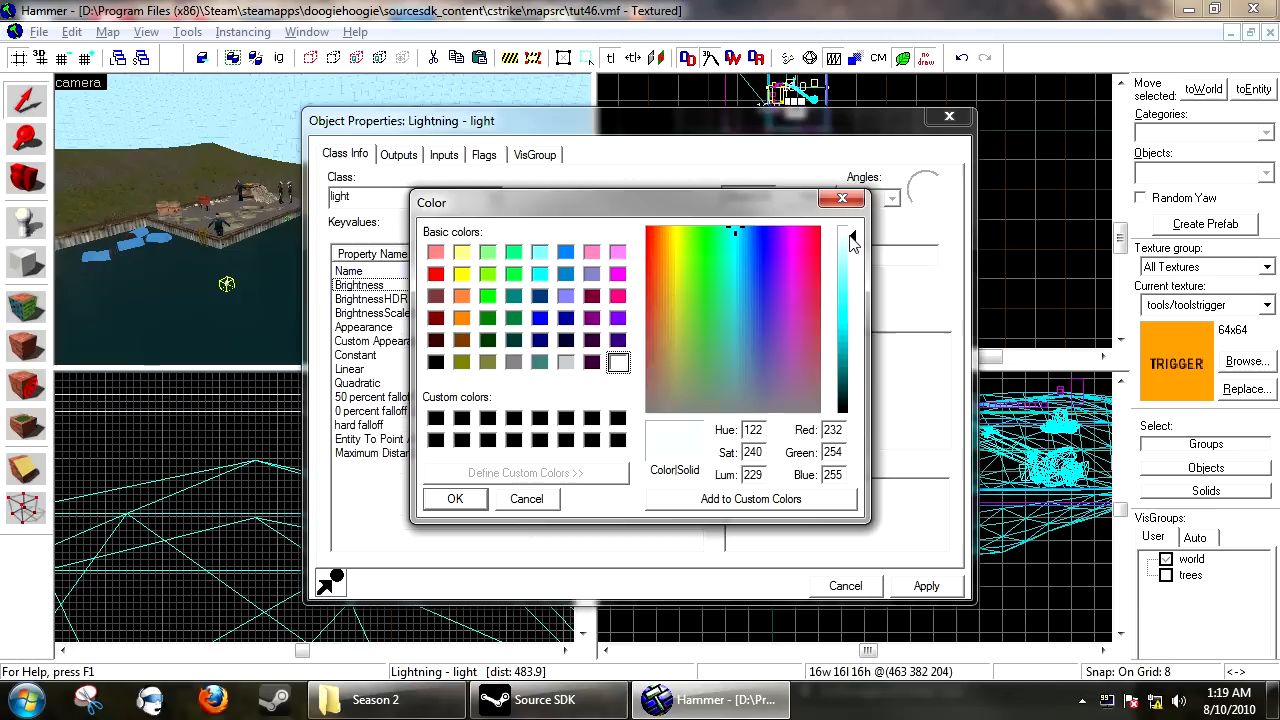 Hammer - [D:\Program Files (x86)\Steam\steamapps\doogiehoogie\sourcesdk_content\cstrike\mapsrc\tut46.vmf - Textured]
File Edit Map View Tools Instancing Window Help
camera
Object Properties: Lightning - light
Class Info Outputs Inputs Flags VisGroup
Class:
light
Angles:
Keyvalues:
Property Name
Name
Brightness
BrightnessHDR
BrightnessScale
Appearance
Custom Appear
Constant
Linear
Quadratic
50 percent fallo
0 percent falloff
hard falloff
Entity To Point
Maximum Distan
Cancel Apply
Color
Basic colors:
Custom colors:
Define Custom Colors >>
OK Cancel
Color|Solid
Hue: 122 Red: 232
Sat: 240 Green: 254
Lum: 229 Blue: 255
Add to Custom Colors
Move selected: toWorld toEntity
Categories:
Objects:
Random Yaw
Create Prefab
Texture group:
All Textures
Current texture:
tools/toolstrigger
TRIGGER
64x64
Browse...
Replace...
Select:
Groups
Objects
Solids
VisGroups:
User Auto
world
trees
For Help, press F1
Lightning - light [dist: 483.9]
16w 16l 16h @(463 382 204)
Snap: On Grid: 8
<->
Season 2
Source SDK
Hammer - [D:\Pr...
1:19 AM
8/10/2010